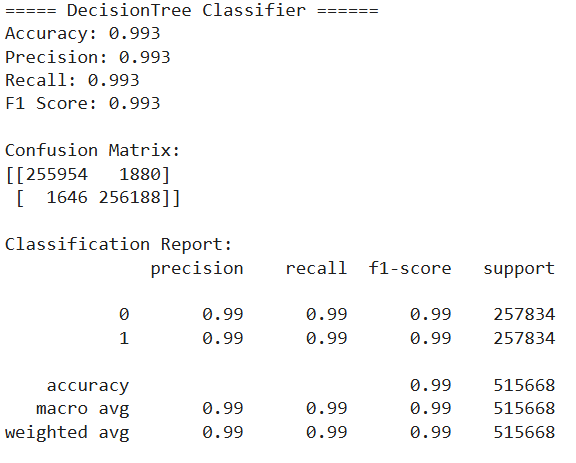 ===== DecisionTree Classifier ======
Accuracy: 0.993
Precision: 0.993
Recall: 0.993
F1 Score: 0.993
Confusion Matrix:
[[255954   1880]
 [  1646 256188]]
Classification Report:
              precision    recall  f1-score   support
           0       0.99      0.99      0.99    257834
           1       0.99      0.99      0.99    257834
    accuracy                           0.99    515668
   macro avg       0.99      0.99      0.99    515668
weighted avg       0.99      0.99      0.99    515668